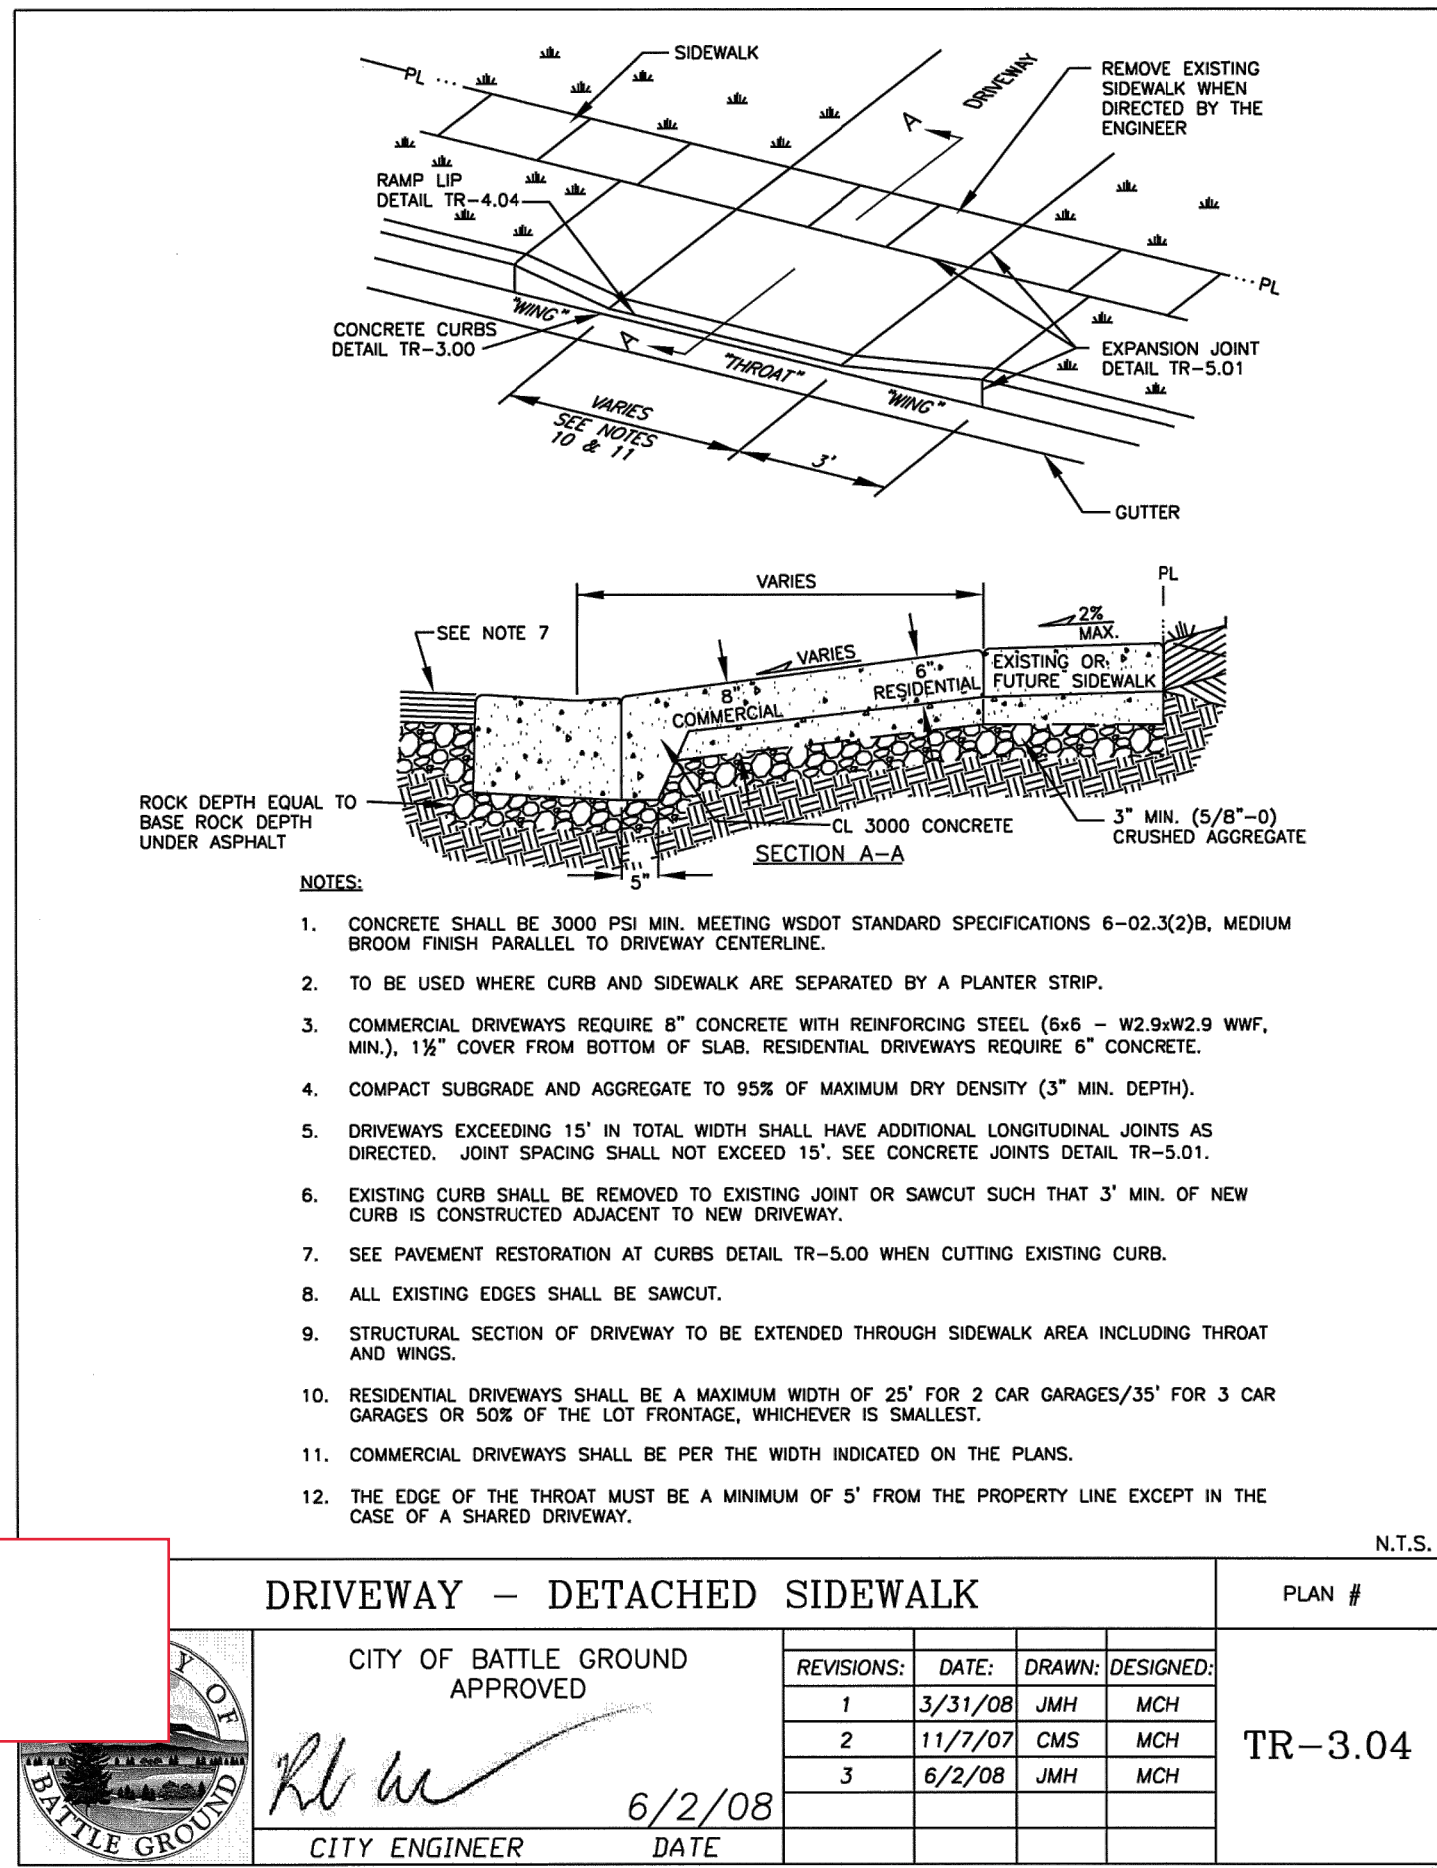 SIDEWALK
PL
DRIVEWAY
REMOVE EXISTING
SIDEWALK WHEN
DIRECTED BY THE
ENGINEER
A
RAMP LIP
DETAIL TR-4.04
PL
"WING"
CONCRETE CURBS
DETAIL TR-3.00
A
"THROAT"
EXPANSION JOINT
DETAIL TR-5.01
"WING"
VARIES
SEE NOTES
10 & 11
3'
GUTTER
VARIES
PL
SEE NOTE 7
2%
MAX.
VARIES
6"
RESIDENTIAL
EXISTING OR
FUTURE SIDEWALK
8"
COMMERCIAL
ROCK DEPTH EQUAL TO
BASE ROCK DEPTH
UNDER ASPHALT
CL 3000 CONCRETE
3" MIN. (5/8"-0)
CRUSHED AGGREGATE
SECTION A-A
5"
NOTES:
1. CONCRETE SHALL BE 3000 PSI MIN. MEETING WSDOT STANDARD SPECIFICATIONS 6-02.3(2)B, MEDIUM
BROOM FINISH PARALLEL TO DRIVEWAY CENTERLINE.
2. TO BE USED WHERE CURB AND SIDEWALK ARE SEPARATED BY A PLANTER STRIP.
3. COMMERCIAL DRIVEWAYS REQUIRE 8" CONCRETE WITH REINFORCING STEEL (6x6 - W2.9xW2.9 WWF,
MIN.), 1½" COVER FROM BOTTOM OF SLAB. RESIDENTIAL DRIVEWAYS REQUIRE 6" CONCRETE.
4. COMPACT SUBGRADE AND AGGREGATE TO 95% OF MAXIMUM DRY DENSITY (3" MIN. DEPTH).
5. DRIVEWAYS EXCEEDING 15' IN TOTAL WIDTH SHALL HAVE ADDITIONAL LONGITUDINAL JOINTS AS
DIRECTED. JOINT SPACING SHALL NOT EXCEED 15'. SEE CONCRETE JOINTS DETAIL TR-5.01.
6. EXISTING CURB SHALL BE REMOVED TO EXISTING JOINT OR SAWCUT SUCH THAT 3' MIN. OF NEW
CURB IS CONSTRUCTED ADJACENT TO NEW DRIVEWAY.
7. SEE PAVEMENT RESTORATION AT CURBS DETAIL TR-5.00 WHEN CUTTING EXISTING CURB.
8. ALL EXISTING EDGES SHALL BE SAWCUT.
9. STRUCTURAL SECTION OF DRIVEWAY TO BE EXTENDED THROUGH SIDEWALK AREA INCLUDING THROAT
AND WINGS.
10. RESIDENTIAL DRIVEWAYS SHALL BE A MAXIMUM WIDTH OF 25' FOR 2 CAR GARAGES/35' FOR 3 CAR
GARAGES OR 50% OF THE LOT FRONTAGE, WHICHEVER IS SMALLEST.
11. COMMERCIAL DRIVEWAYS SHALL BE PER THE WIDTH INDICATED ON THE PLANS.
12. THE EDGE OF THE THROAT MUST BE A MINIMUM OF 5' FROM THE PROPERTY LINE EXCEPT IN THE
CASE OF A SHARED DRIVEWAY.
N.T.S.
DRIVEWAY - DETACHED SIDEWALK
PLAN #
Y OF
BATTLE GROUND
CITY OF BATTLE GROUND
APPROVED
6/2/08
CITY ENGINEER DATE
REVISIONS: DATE: DRAWN: DESIGNED:
1 3/31/08 JMH MCH
2 11/7/07 CMS MCH
3 6/2/08 JMH MCH
TR-3.04